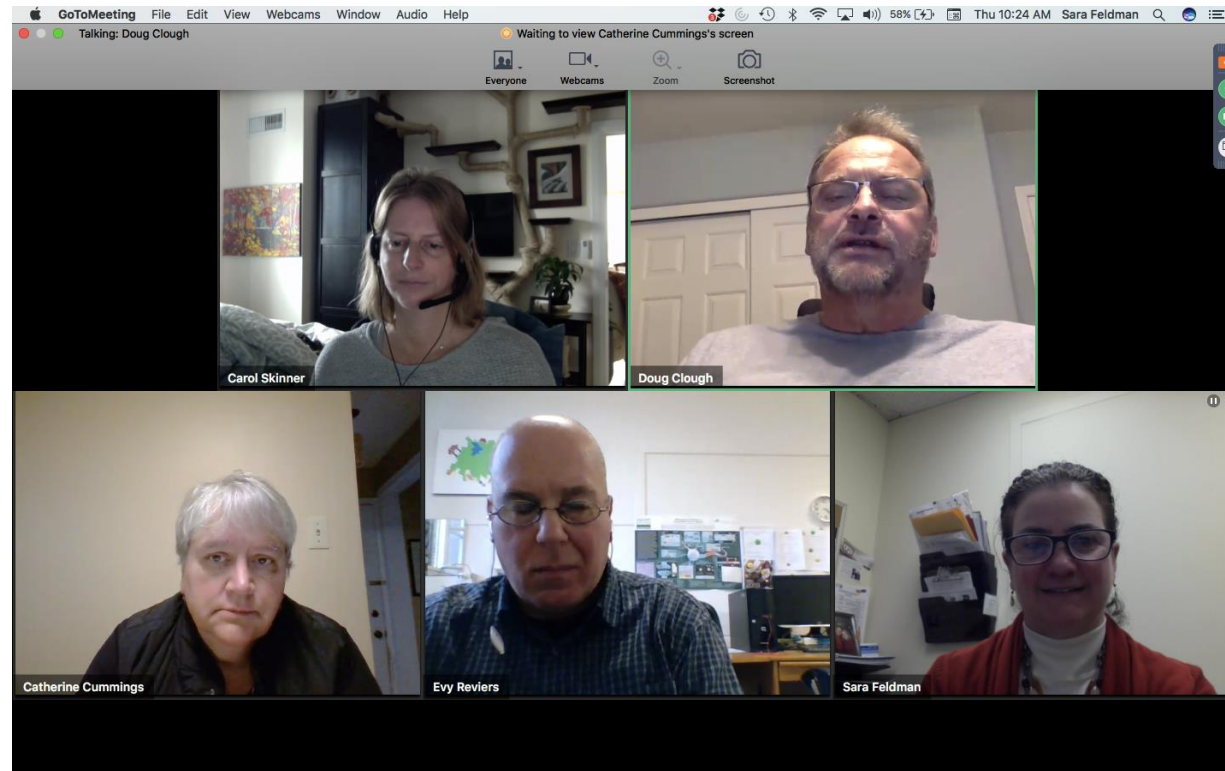 GoToMeeting File Edit View Webcams Window Audio Help 58% Thu 10:24 AM Sara Feldman
Talking: Doug Clough Waiting to view Catherine Cummings's screen
Everyone Webcams Zoom Screenshot
Carol Skinner Doug Clough
Catherine Cummings Evy Reviers Sara Feldman